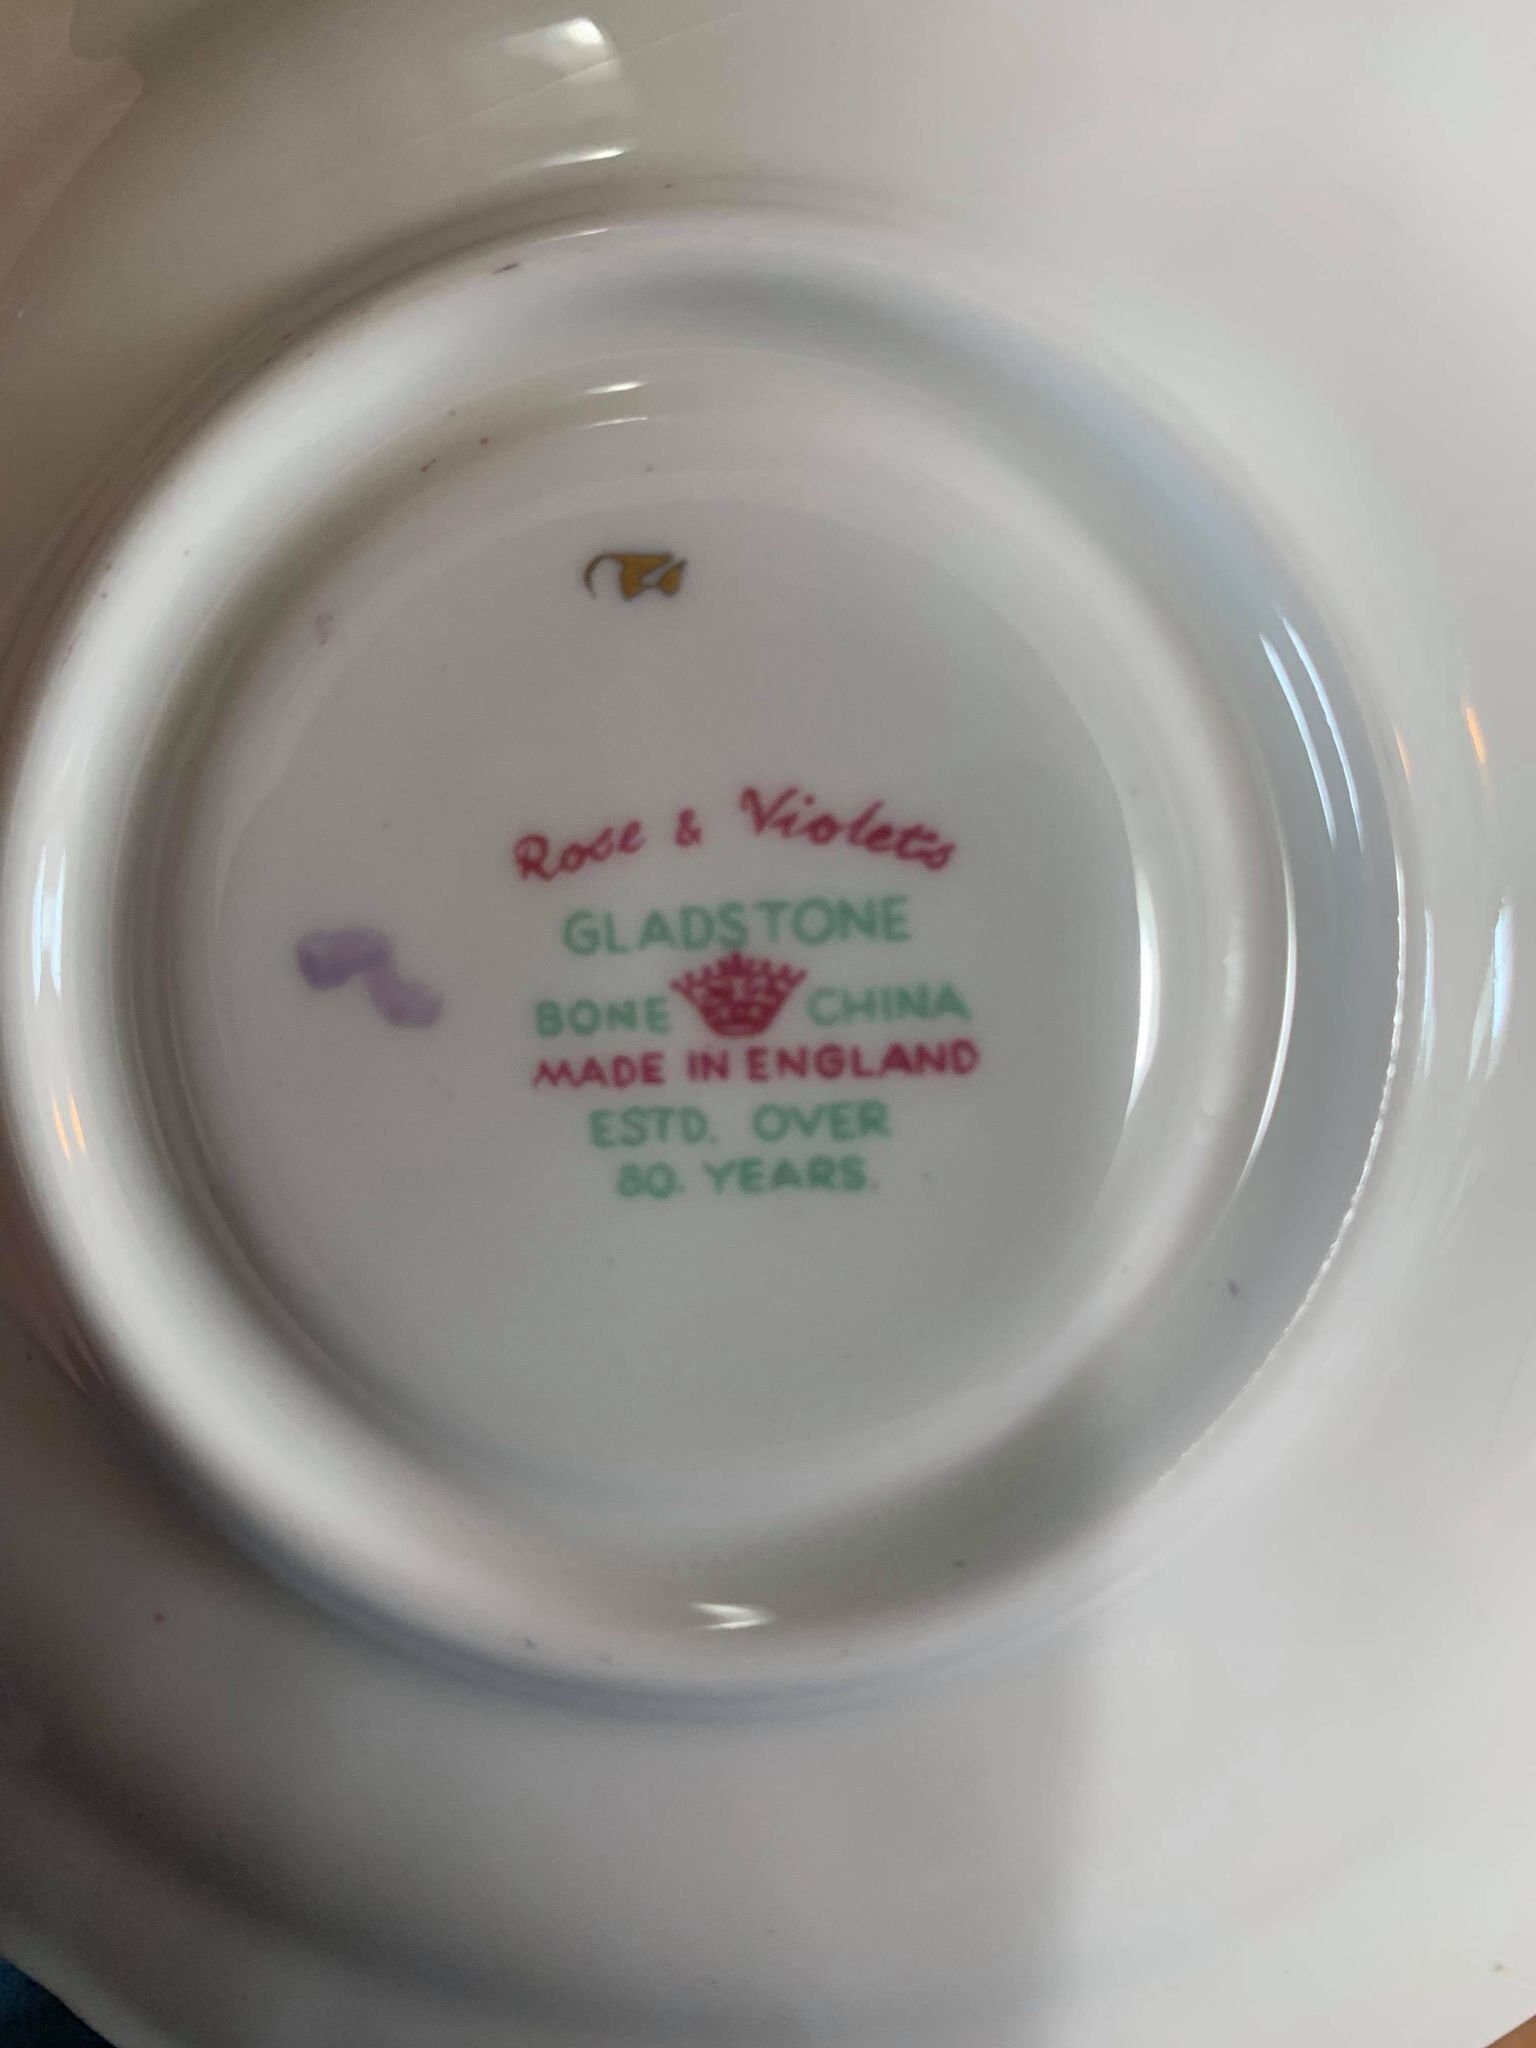 Rose & Violets
GLADSTONE
BONE CHINA
MADE IN ENGLAND
ESTD. OVER
80. YEARS.